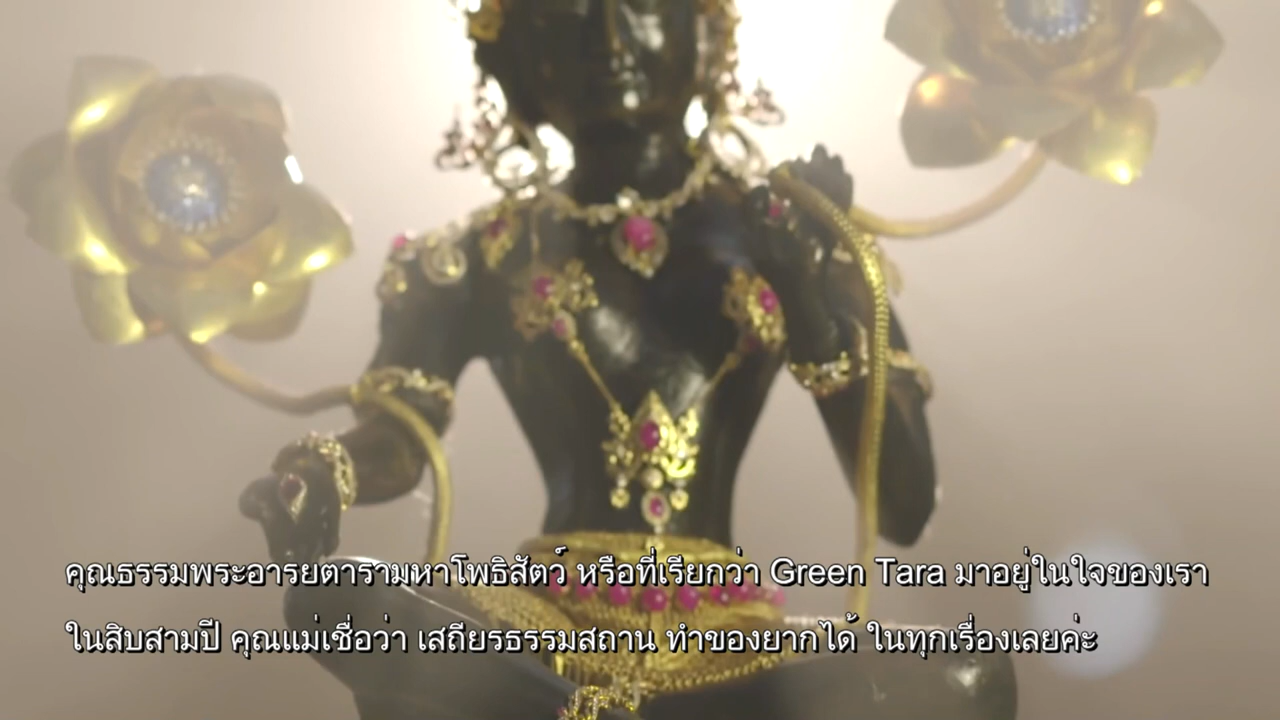 คุณธรรมพระอารยตารามหาโพธิสัตว์ หรือที่เรียกว่า Green Tara มาอยู่ในใจของเรา
ในสิบสามปี คุณแม่เชื่อว่า เสถียรธรรมสถาน ทำของยากได้ ในทุกเรื่องเลยค่ะ